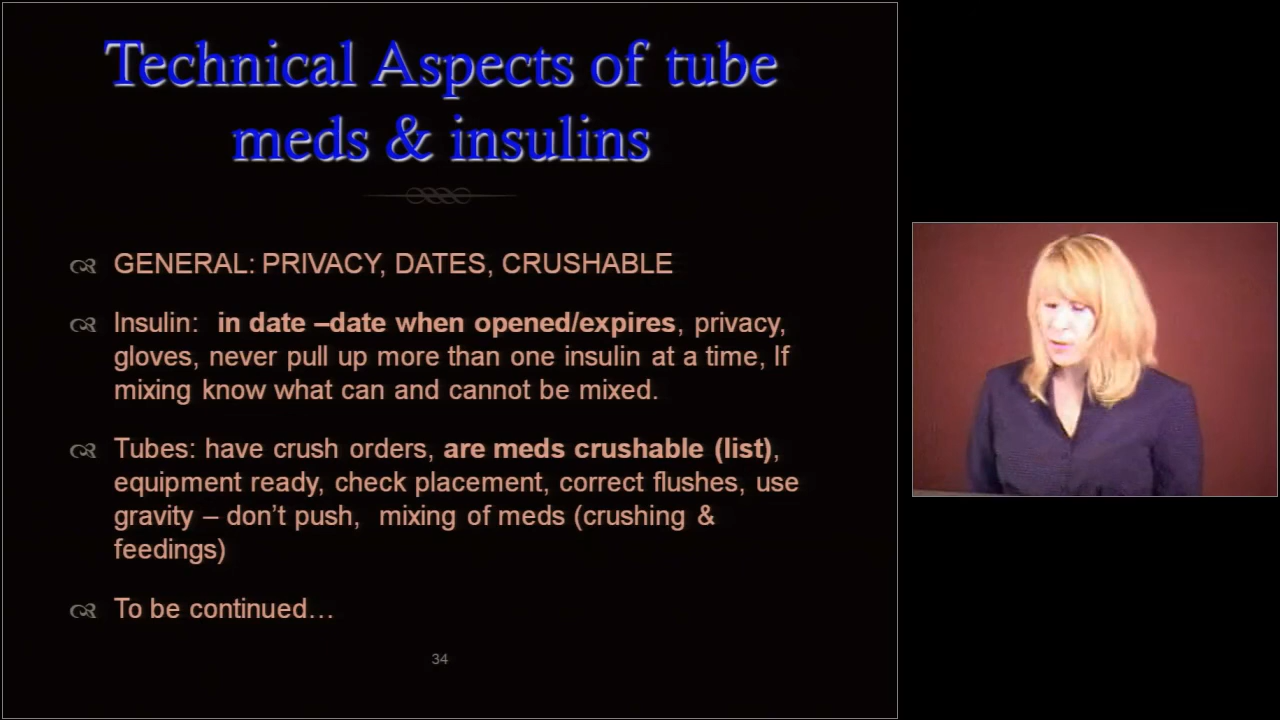 Technical Aspects of tube
meds & insulins
GENERAL: PRIVACY, DATES, CRUSHABLE
Insulin:  in date –date when opened/expires, privacy,
gloves, never pull up more than one insulin at a time, If
mixing know what can and cannot be mixed.
Tubes: have crush orders, are meds crushable (list),
equipment ready, check placement, correct flushes, use
gravity – don’t push,  mixing of meds (crushing &
feedings)
To be continued…
34